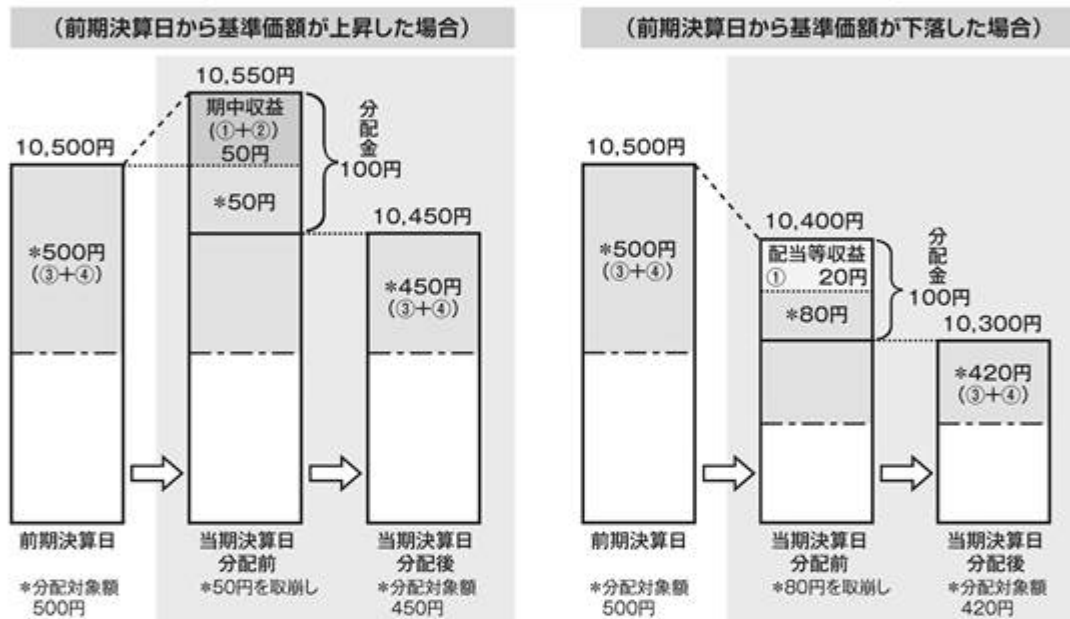 (前期決算日から基準価額が上昇した場合)
10,550円
期中収益
(①+②)
50円
*50円
分配金
100円
10,500円
*500円
(③+④)
10,450円
*450円
(③+④)
前期決算日
当期決算日
分配前
当期決算日
分配後
*分配対象額
500円
*50円を取崩し
*分配対象額
450円
(前期決算日から基準価額が下落した場合)
10,500円
*500円
(③+④)
10,400円
配当等収益
① 20円
*80円
分配金
100円
10,300円
*420円
(③+④)
前期決算日
当期決算日
分配前
当期決算日
分配後
*分配対象額
500円
*80円を取崩し
*分配対象額
420円